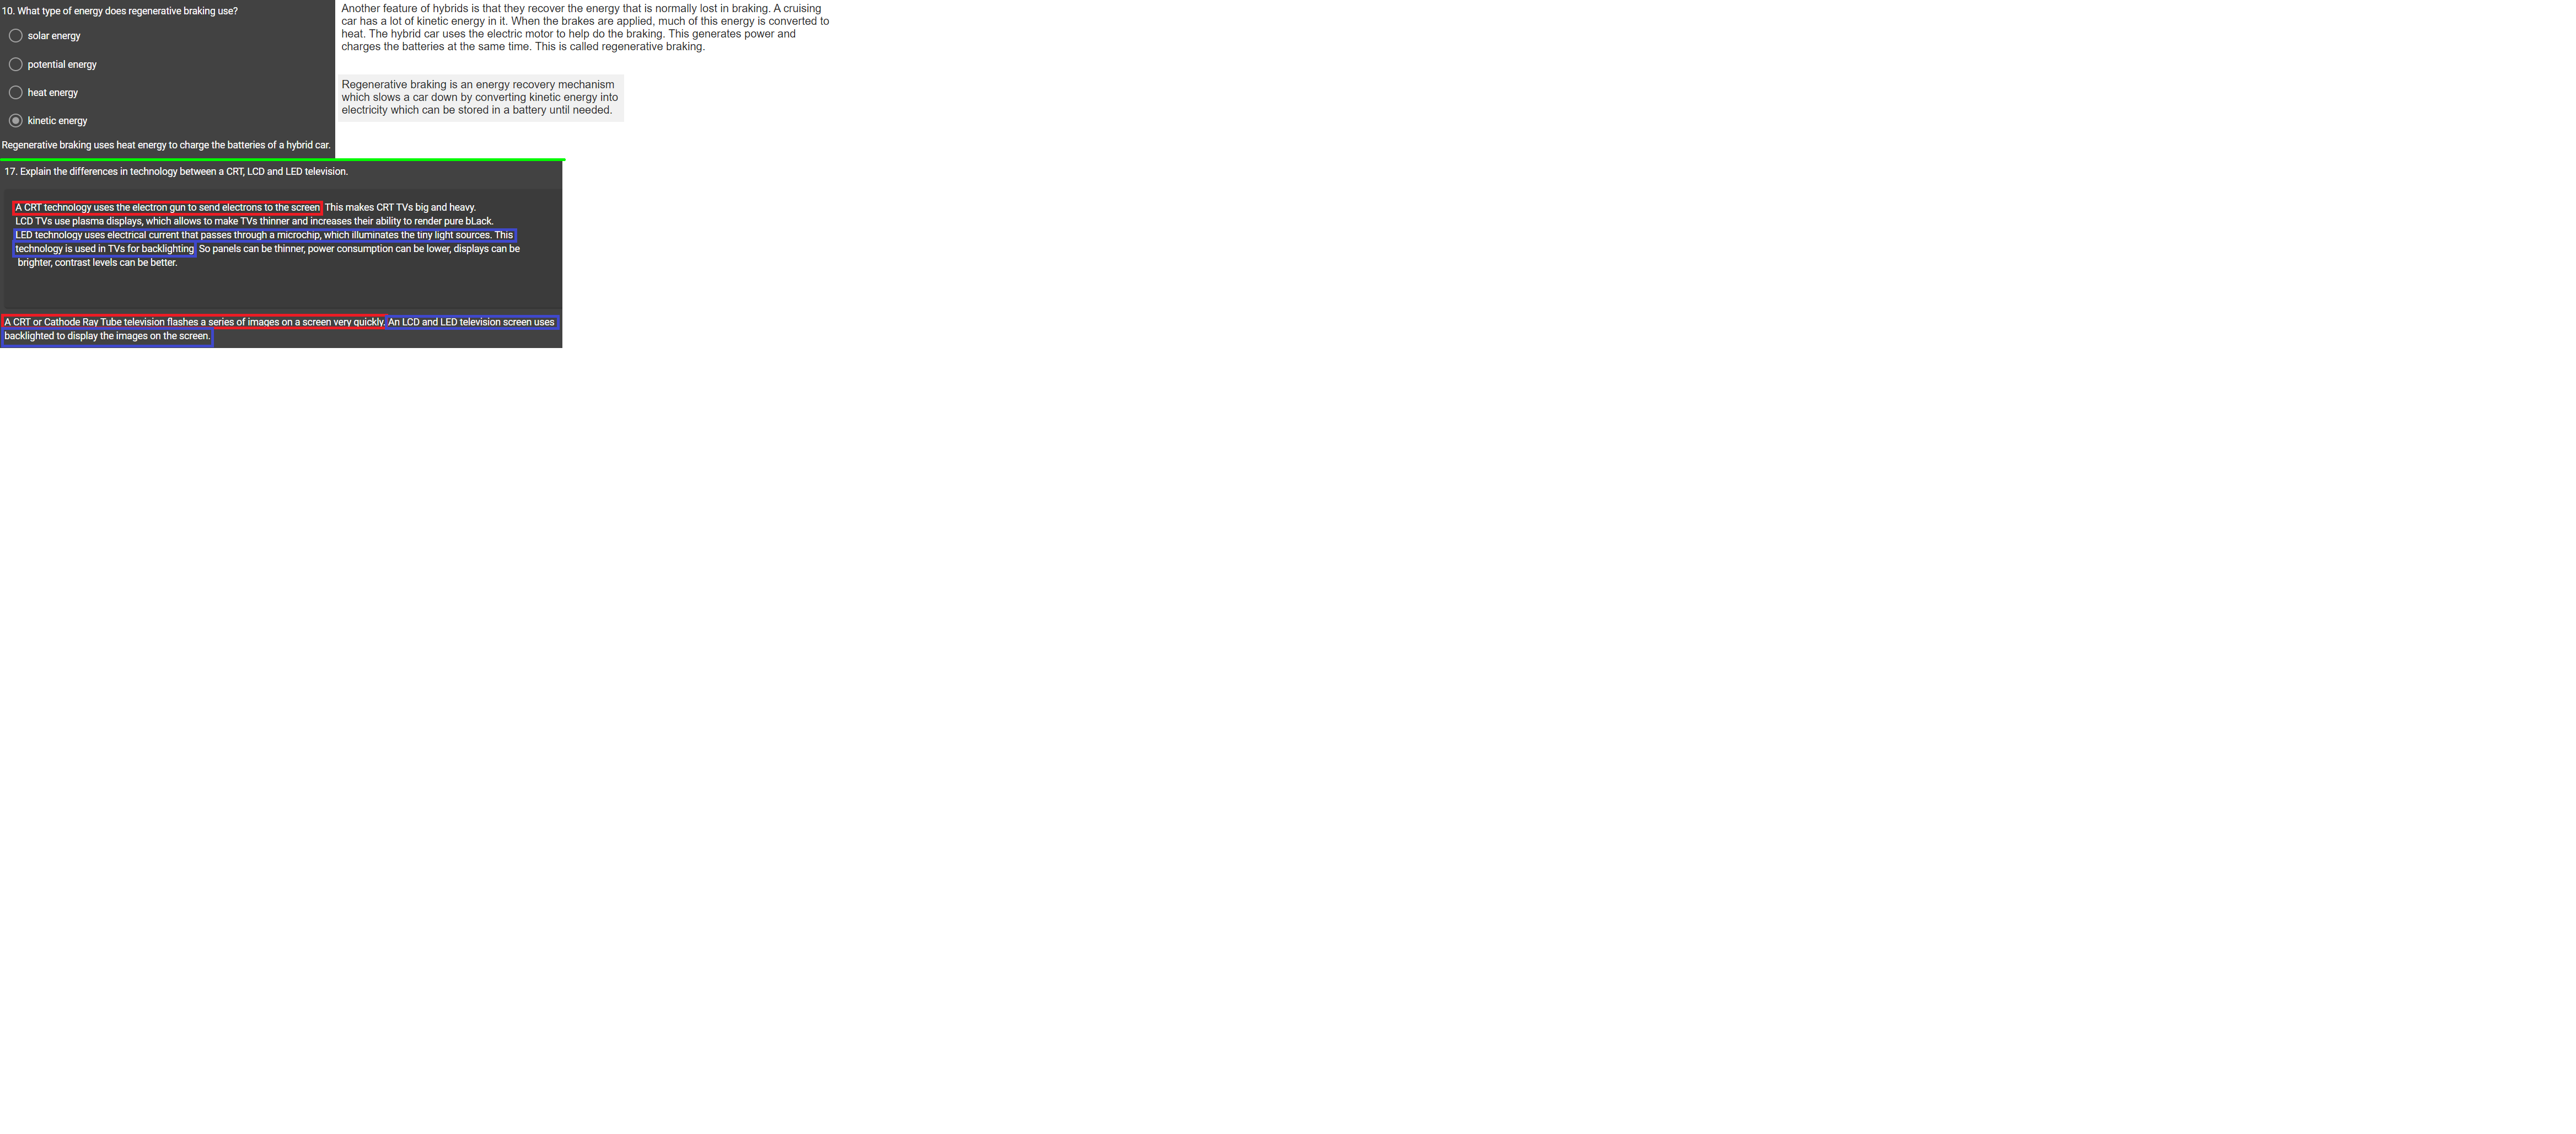 10. What type of energy does regenerative braking use?
solar energy
potential energy
heat energy
kinetic energy
Regenerative braking uses heat energy to charge the batteries of a hybrid car.
Another feature of hybrids is that they recover the energy that is normally lost in braking. A cruising
car has a lot of kinetic energy in it. When the brakes are applied, much of this energy is converted to
heat. The hybrid car uses the electric motor to help do the braking. This generates power and
charges the batteries at the same time. This is called regenerative braking.
Regenerative braking is an energy recovery mechanism
which slows a car down by converting kinetic energy into
electricity which can be stored in a battery until needed.
17. Explain the differences in technology between a CRT, LCD and LED television.
A CRT technology uses the electron gun to send electrons to the screen This makes CRT TVs big and heavy.
LCD TVs use plasma displays, which allows to make TVs thinner and increases their ability to render pure bLack.
LED technology uses electrical current that passes through a microchip, which illuminates the tiny light sources. This
technology is used in TVs for backlighting So panels can be thinner, power consumption can be lower, displays can be
brighter, contrast levels can be better.
A CRT or Cathode Ray Tube television flashes a series of images on a screen very quickly. An LCD and LED television screen uses
backlighted to display the images on the screen.